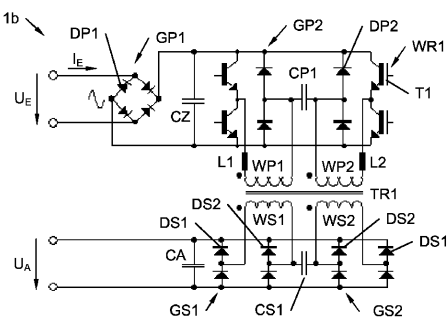 1b
DP1 GP1 GP2 DP2
I_E WR1
U_E CP1 T1
CZ
L1 WP1 WP2 L2
TR1
DS1 DS2 WS1 WS2 DS2 DS1
U_A CA
GS1 CS1 GS2